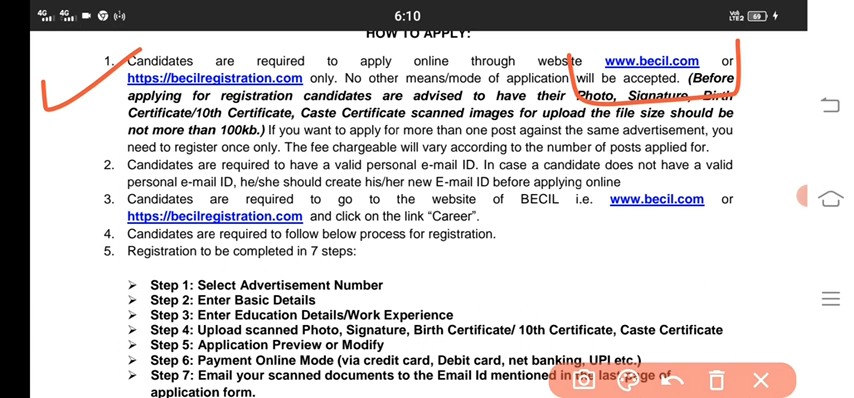 4G 4G 6:10 Vo) LTE2 69
HOW TO APPLY:
1. Candidates are required to apply online through website www.becil.com or
https://becilregistration.com only. No other means/mode of application will be accepted. (Before
applying for registration candidates are advised to have their Photo, Signature, Birth
Certificate/10th Certificate, Caste Certificate scanned images for upload the file size should be
not more than 100kb.) If you want to apply for more than one post against the same advertisement, you
need to register once only. The fee chargeable will vary according to the number of posts applied for.
2. Candidates are required to have a valid personal e-mail ID. In case a candidate does not have a valid
personal e-mail ID, he/she should create his/her new E-mail ID before applying online
3. Candidates are required to go to the website of BECIL i.e. www.becil.com or
https://becilregistration.com and click on the link “Career”.
4. Candidates are required to follow below process for registration.
5. Registration to be completed in 7 steps:
➢ Step 1: Select Advertisement Number
➢ Step 2: Enter Basic Details
➢ Step 3: Enter Education Details/Work Experience
➢ Step 4: Upload scanned Photo, Signature, Birth Certificate/ 10th Certificate, Caste Certificate
➢ Step 5: Application Preview or Modify
➢ Step 6: Payment Online Mode (via credit card, Debit card, net banking, UPI etc.)
➢ Step 7: Email your scanned documents to the Email Id mentioned in the last page of
application form.